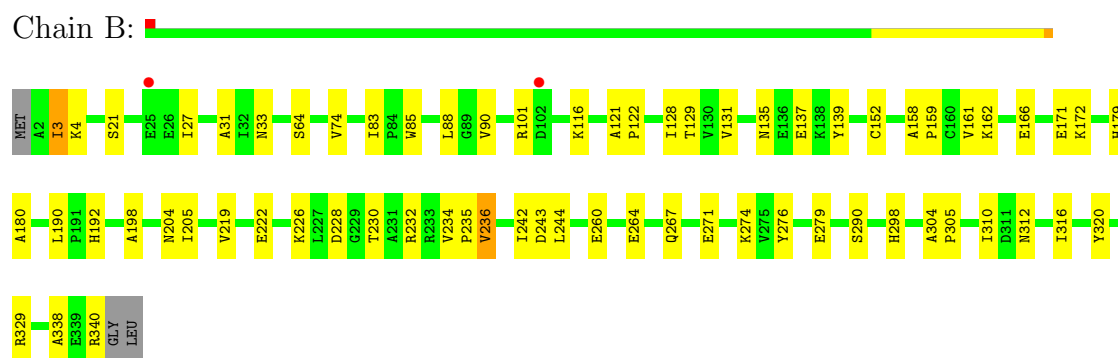 Chain B:
MET A2 I3 K4 S21 E25 E26 I27 A31 I32 N33 S64 V74 I83 P84 W85 L88 G89 V90 R101 D102 K116 A121 P122 I128 T129 V130 V131 N135 E136 E137 K138 Y139 C152 A158 P159 C160 V161 K162 E166 E171 K172 H179
A180 L190 P191 H192 A198 N204 I205 V219 E222 K226 L227 D228 G229 T230 A231 R232 R233 V234 P235 V236 I242 D243 L244 E260 E264 Q267 E271 K274 V275 Y276 E279 S290 H298 A304 P305 I310 D311 N312 I316 Y320
R329 A338 E339 R340 GLY LEU